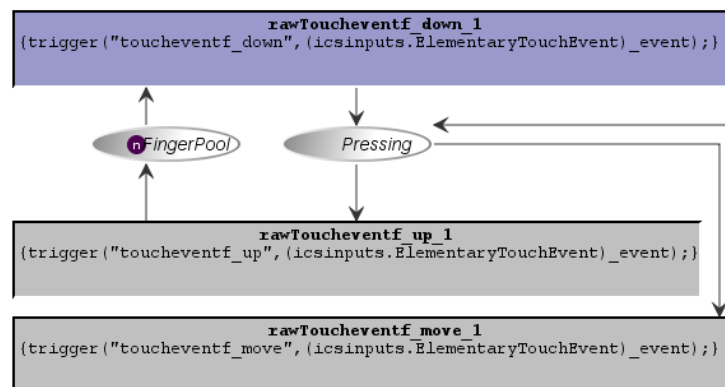 rawToucheventf_down_1
{trigger("toucheventf_down",(icsinputs.ElementaryTouchEvent)_event);}
n FingerPool
Pressing
rawToucheventf_up_1
{trigger("toucheventf_up",(icsinputs.ElementaryTouchEvent)_event);}
rawToucheventf_move_1
{trigger("toucheventf_move",(icsinputs.ElementaryTouchEvent)_event);}